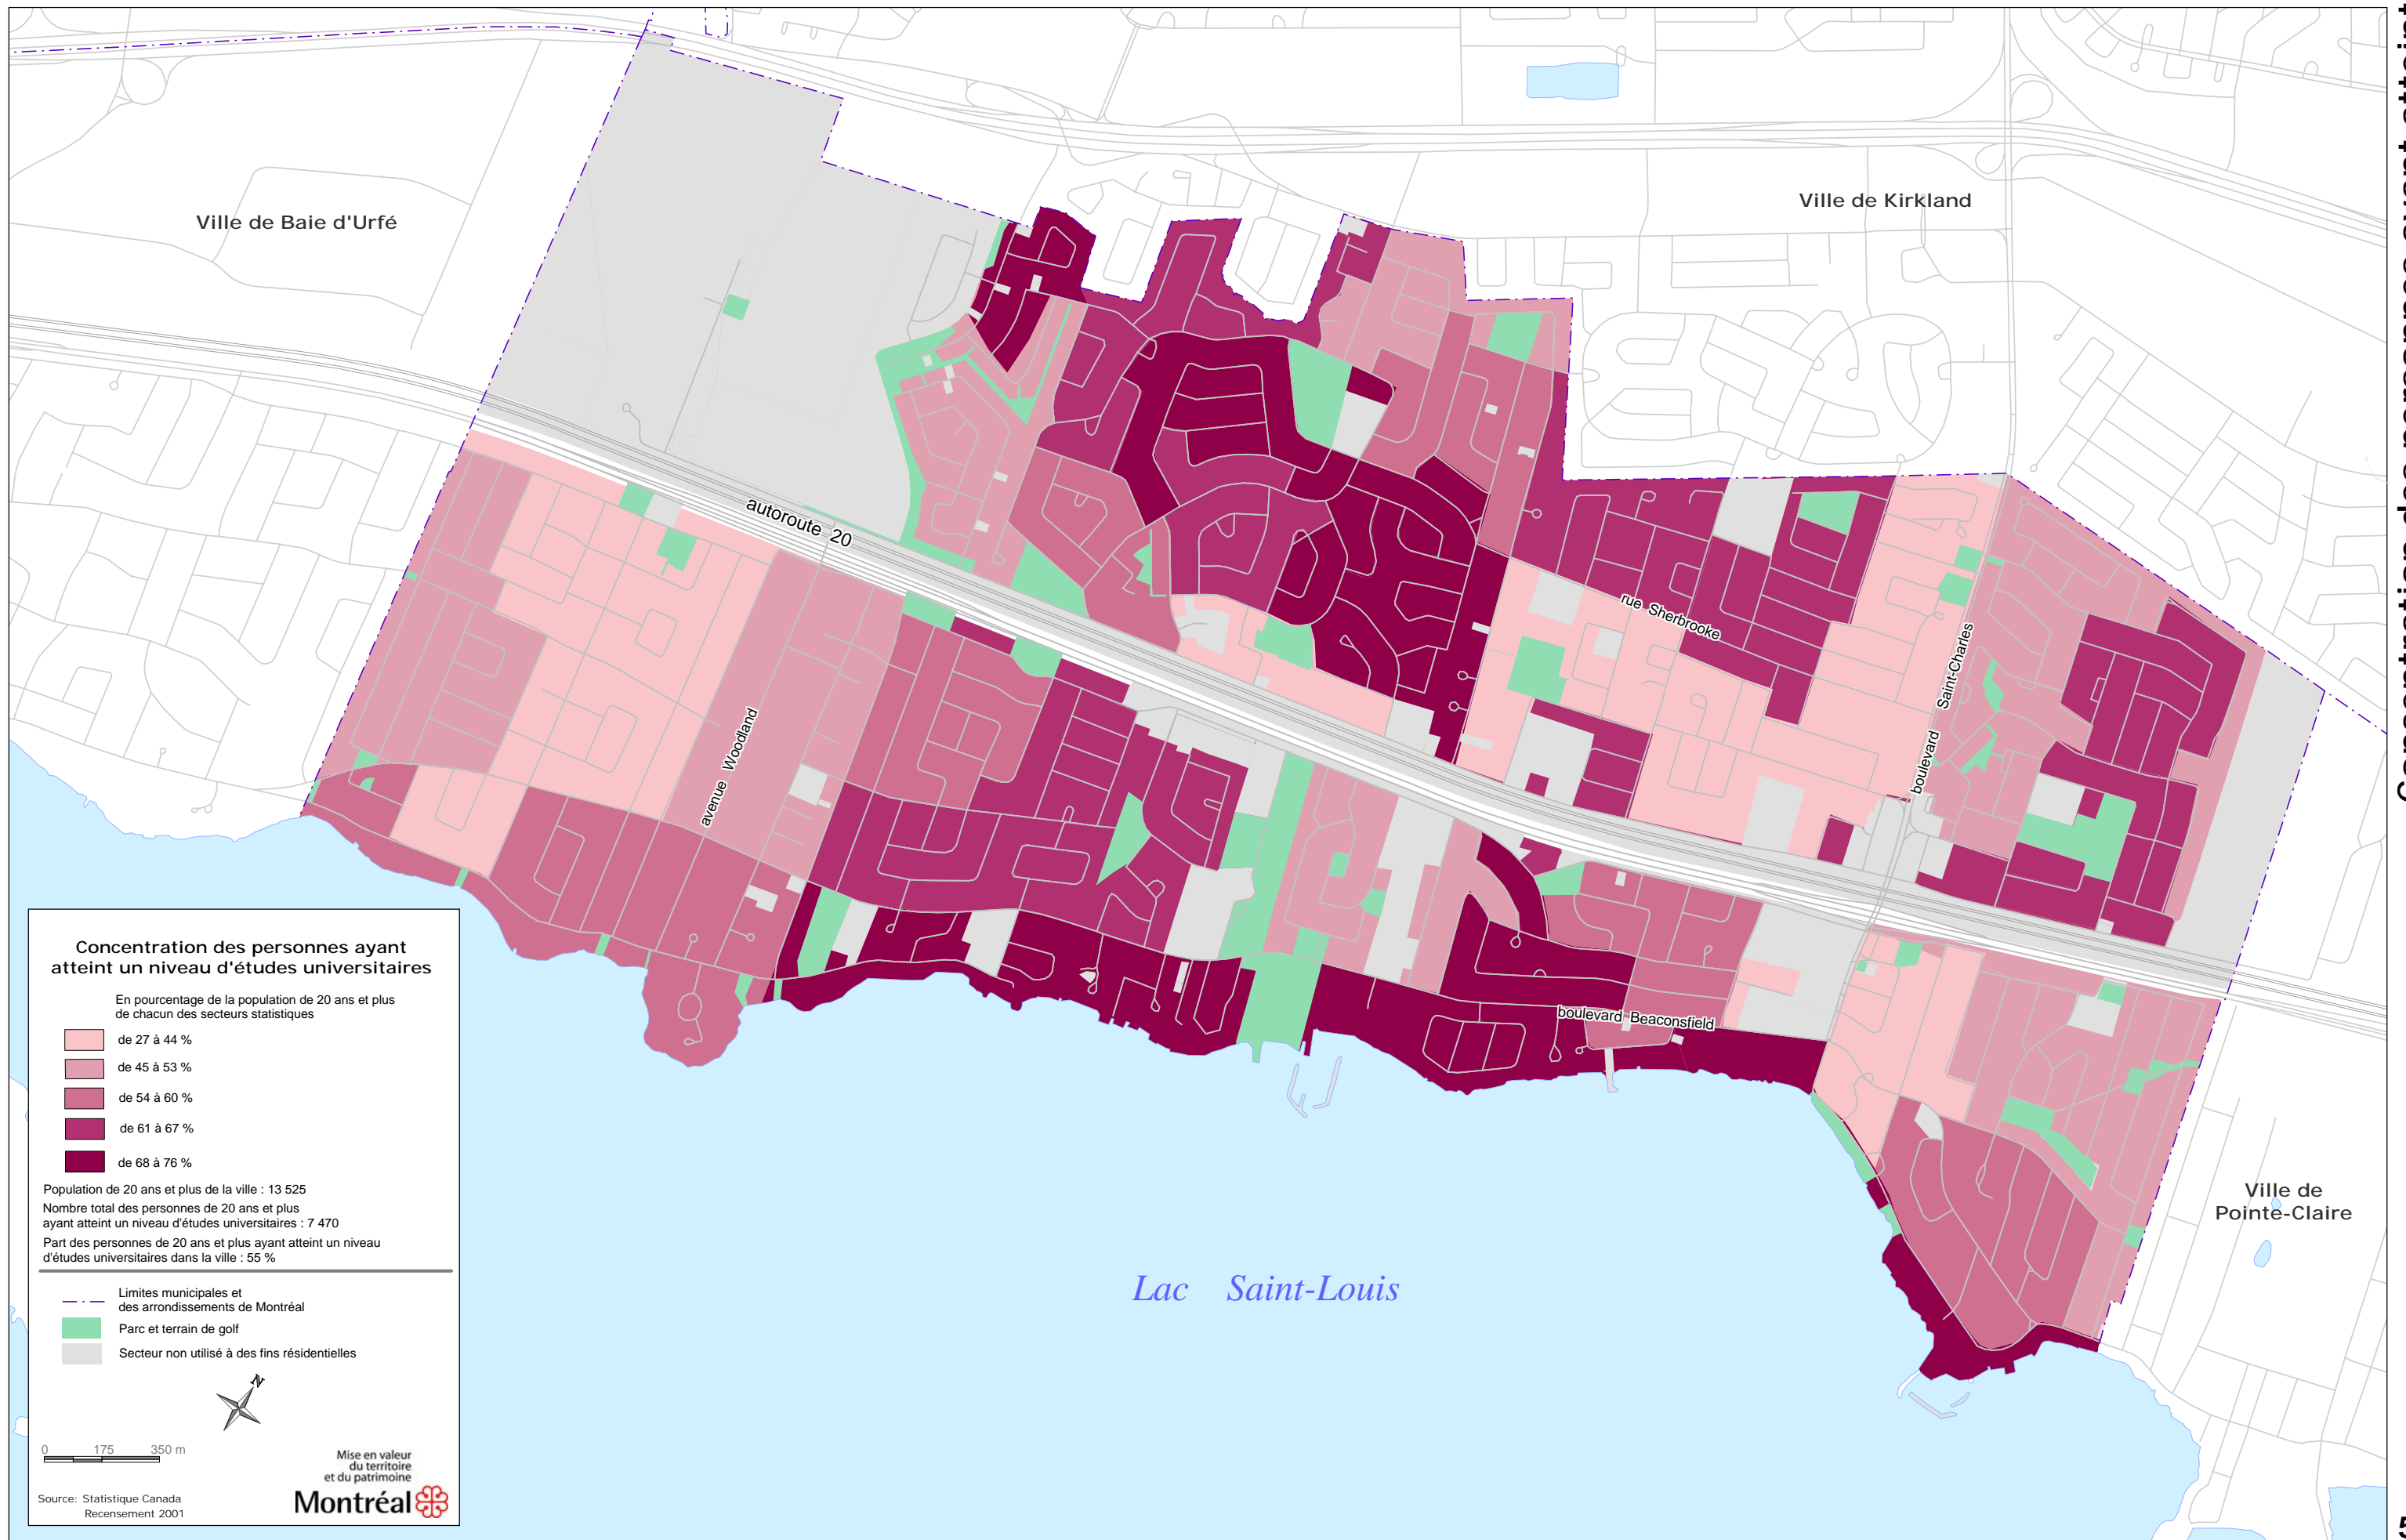 Ville de Baie d'Urfé
Ville de Kirkland
autoroute 20
rue Sherbrooke
boulevard Saint-Charles
avenue Woodland
boulevard Beaconsfield
Ville de
Pointe-Claire
Lac Saint-Louis
Concentration des personnes ayant
atteint un niveau d'études universitaires
En pourcentage de la population de 20 ans et plus
de chacun des secteurs statistiques
de 27 à 44 %
de 45 à 53 %
de 54 à 60 %
de 61 à 67 %
de 68 à 76 %
Population de 20 ans et plus de la ville : 13 525
Nombre total des personnes de 20 ans et plus
ayant atteint un niveau d'études universitaires : 7 470
Part des personnes de 20 ans et plus ayant atteint un niveau
d'études universitaires dans la ville : 55 %
Limites municipales et
des arrondissements de Montréal
Parc et terrain de golf
Secteur non utilisé à des fins résidentielles
N
0 175 350 m
Mise en valeur
du territoire
et du patrimoine
Montréal
Source: Statistique Canada
Recensement 2001
Concentration des personnes ayant atteint